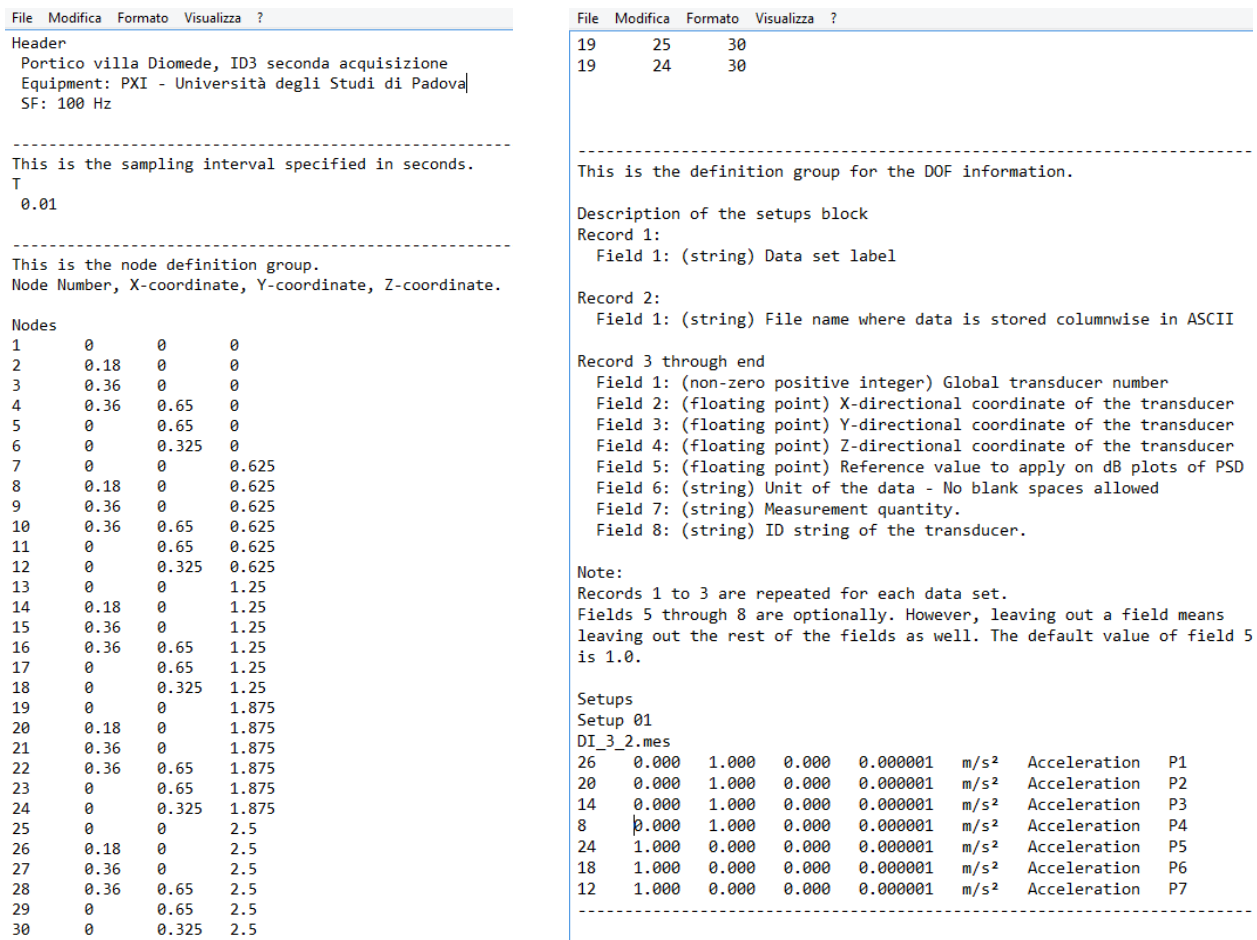 File Modifica Formato Visualizza ?
Header
Portico villa Diomede, ID3 seconda acquisizione
Equipment: PXI - Università degli Studi di Padova
SF: 100 Hz
-------------------------------------------------------
This is the sampling interval specified in seconds.
T
0.01
-------------------------------------------------------
This is the node definition group.
Node Number, X-coordinate, Y-coordinate, Z-coordinate.
Nodes
1 0 0 0
2 0.18 0 0
3 0.36 0 0
4 0.36 0.65 0
5 0 0.65 0
6 0 0.325 0
7 0 0 0.625
8 0.18 0 0.625
9 0.36 0 0.625
10 0.36 0.65 0.625
11 0 0.65 0.625
12 0 0.325 0.625
13 0 0 1.25
14 0.18 0 1.25
15 0.36 0 1.25
16 0.36 0.65 1.25
17 0 0.65 1.25
18 0 0.325 1.25
19 0 0 1.875
20 0.18 0 1.875
21 0.36 0 1.875
22 0.36 0.65 1.875
23 0 0.65 1.875
24 0 0.325 1.875
25 0 0 2.5
26 0.18 0 2.5
27 0.36 0 2.5
28 0.36 0.65 2.5
29 0 0.65 2.5
30 0 0.325 2.5
File Modifica Formato Visualizza ?
19 25 30
19 24 30
-------------------------------------------------------------------------
This is the definition group for the DOF information.
Description of the setups block
Record 1:
Field 1: (string) Data set label
Record 2:
Field 1: (string) File name where data is stored columnwise in ASCII
Record 3 through end
Field 1: (non-zero positive integer) Global transducer number
Field 2: (floating point) X-directional coordinate of the transducer
Field 3: (floating point) Y-directional coordinate of the transducer
Field 4: (floating point) Z-directional coordinate of the transducer
Field 5: (floating point) Reference value to apply on dB plots of PSD
Field 6: (string) Unit of the data - No blank spaces allowed
Field 7: (string) Measurement quantity.
Field 8: (string) ID string of the transducer.
Note:
Records 1 to 3 are repeated for each data set.
Fields 5 through 8 are optionally. However, leaving out a field means
leaving out the rest of the fields as well. The default value of field 5
is 1.0.
Setups
Setup 01
DI_3_2.mes
26 0.000 1.000 0.000 0.000001 m/s² Acceleration P1
20 0.000 1.000 0.000 0.000001 m/s² Acceleration P2
14 0.000 1.000 0.000 0.000001 m/s² Acceleration P3
8 0.000 1.000 0.000 0.000001 m/s² Acceleration P4
24 1.000 0.000 0.000 0.000001 m/s² Acceleration P5
18 1.000 0.000 0.000 0.000001 m/s² Acceleration P6
12 1.000 0.000 0.000 0.000001 m/s² Acceleration P7
-------------------------------------------------------------------------